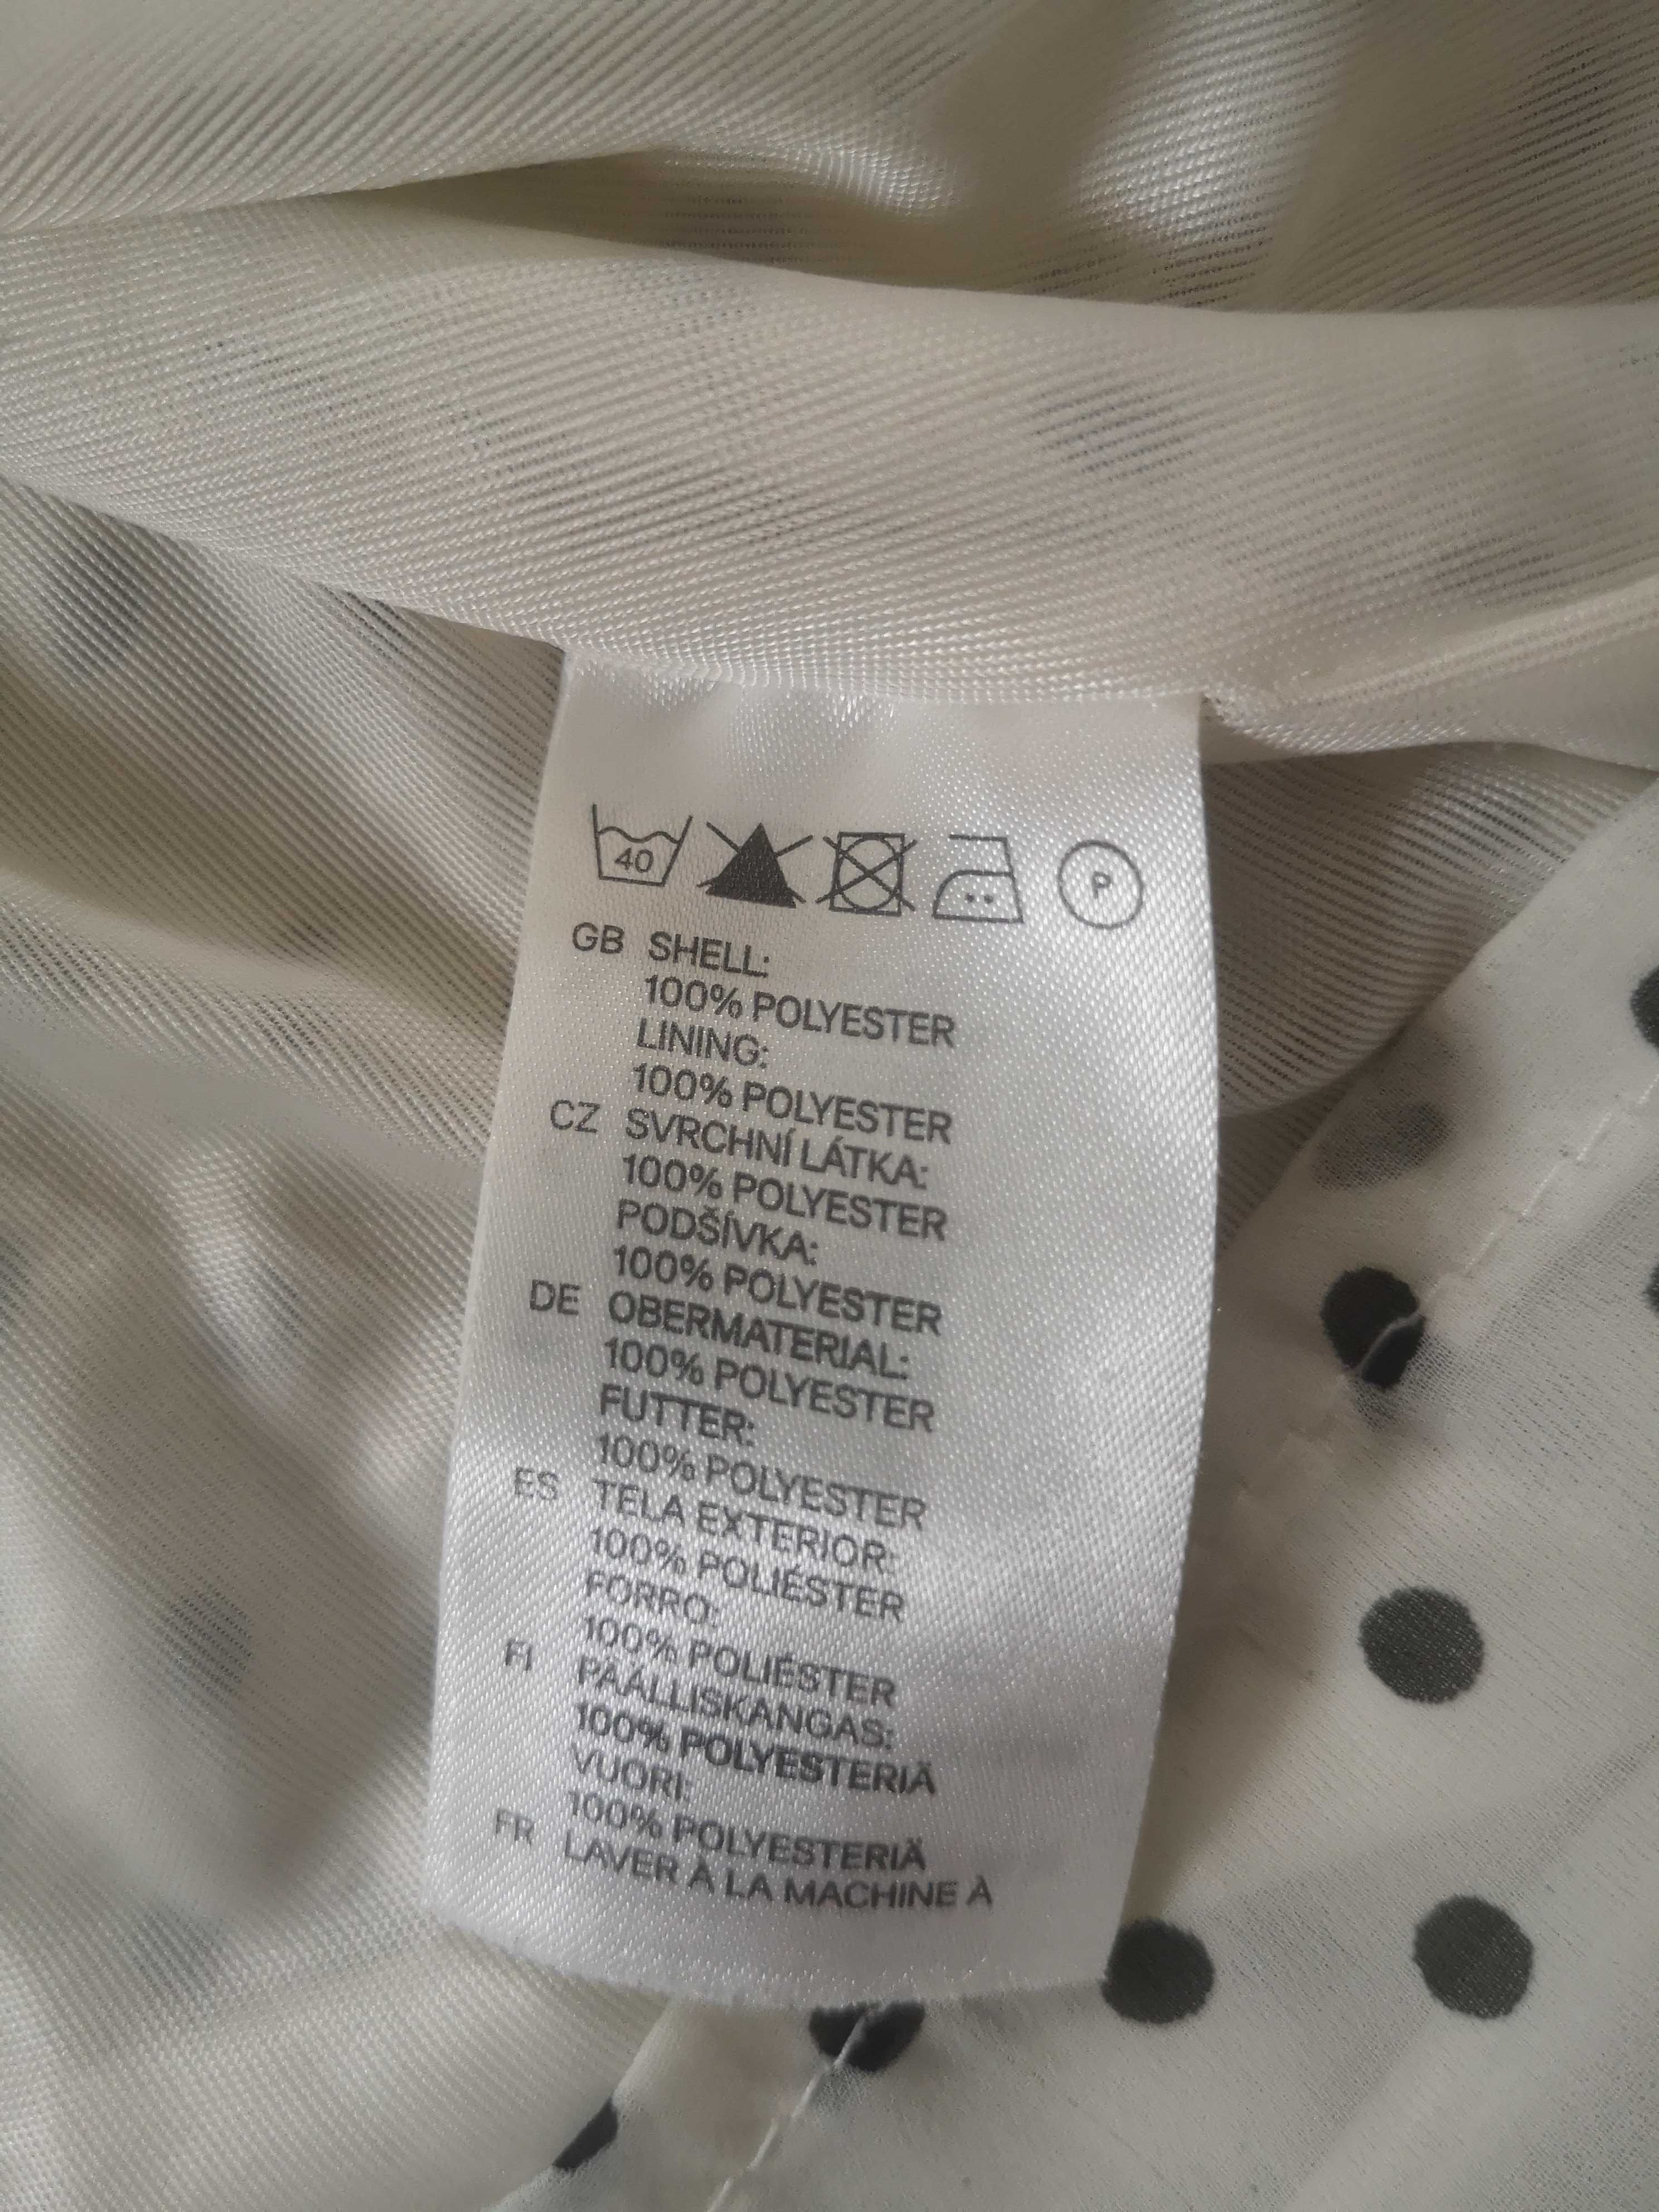 40 P
GB SHELL:
100% POLYESTER
LINING:
100% POLYESTER
CZ SVRCHNÍ LÁTKA:
100% POLYESTER
PODŠÍVKA:
100% POLYESTER
DE OBERMATERIAL:
100% POLYESTER
FUTTER:
100% POLYESTER
ES TELA EXTERIOR:
100% POLIÉSTER
FORRO:
100% POLIÉSTER
FI PÄÄLLISKANGAS:
100% POLYESTERIÄ
VUORI:
100% POLYESTERIÄ
FR LAVER À LA MACHINE À